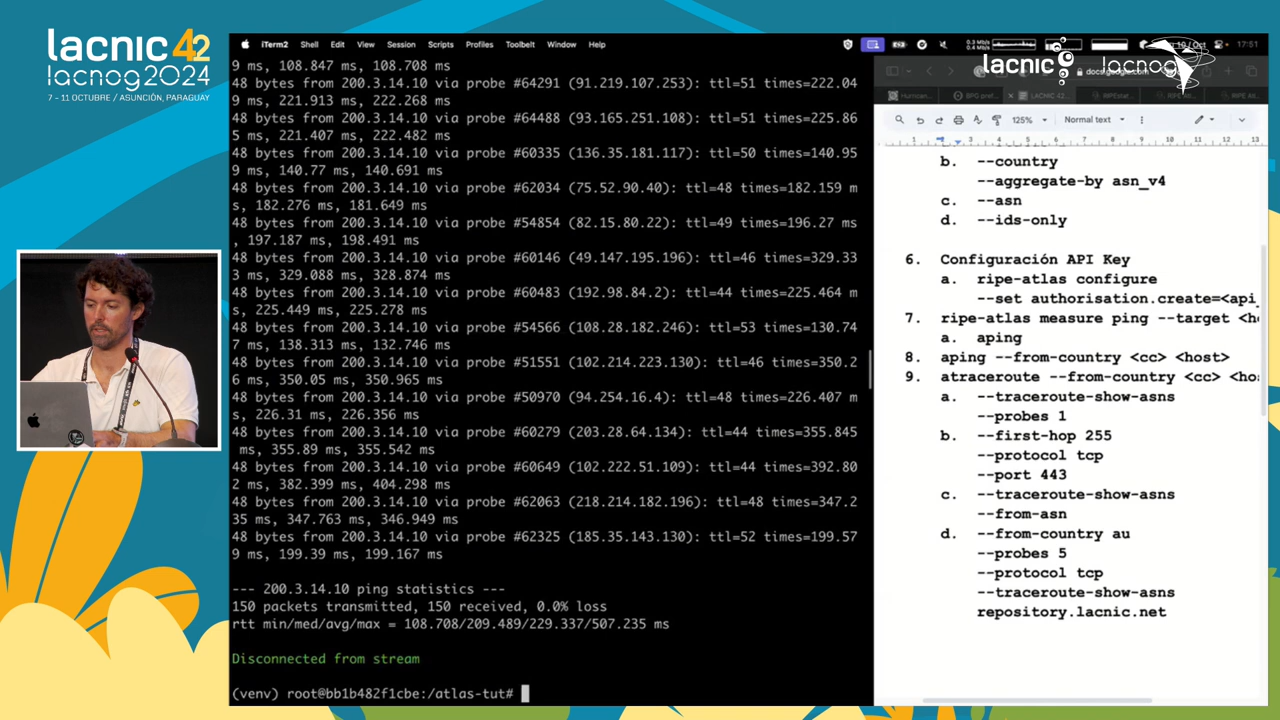 lacnic 42
lacnog2024
7 - 11 OCTUBRE / ASUNCIÓN, PARAGUAY
iTerm2 Shell Edit View Session Scripts Profiles Toolbelt Window Help
17:51
lacnic
lacnog
docs.google.com
9 ms, 108.847 ms, 108.708 ms
48 bytes from 200.3.14.10 via probe #64291 (91.219.107.253): ttl=51 times=222.04
9 ms, 221.913 ms, 222.268 ms
48 bytes from 200.3.14.10 via probe #64488 (93.165.251.108): ttl=51 times=225.86
5 ms, 221.407 ms, 222.482 ms
48 bytes from 200.3.14.10 via probe #60335 (136.35.181.117): ttl=50 times=140.95
9 ms, 140.77 ms, 140.691 ms
48 bytes from 200.3.14.10 via probe #62034 (75.52.90.40): ttl=48 times=182.159 m
s, 182.276 ms, 181.649 ms
48 bytes from 200.3.14.10 via probe #54854 (82.15.80.22): ttl=49 times=196.27 ms
, 197.187 ms, 198.491 ms
48 bytes from 200.3.14.10 via probe #60146 (49.147.195.196): ttl=46 times=329.33
3 ms, 329.088 ms, 328.874 ms
48 bytes from 200.3.14.10 via probe #60483 (192.98.84.2): ttl=44 times=225.464 m
s, 225.449 ms, 225.278 ms
48 bytes from 200.3.14.10 via probe #54566 (108.28.182.246): ttl=53 times=130.74
7 ms, 138.313 ms, 132.746 ms
48 bytes from 200.3.14.10 via probe #51551 (102.214.223.130): ttl=46 times=350.2
6 ms, 350.05 ms, 350.965 ms
48 bytes from 200.3.14.10 via probe #50970 (94.254.16.4): ttl=48 times=226.407 m
s, 226.31 ms, 226.356 ms
48 bytes from 200.3.14.10 via probe #60279 (203.28.64.134): ttl=44 times=355.845
ms, 355.89 ms, 355.542 ms
48 bytes from 200.3.14.10 via probe #60649 (102.222.51.109): ttl=44 times=392.80
2 ms, 382.399 ms, 404.298 ms
48 bytes from 200.3.14.10 via probe #62063 (218.214.182.196): ttl=48 times=347.2
35 ms, 347.763 ms, 346.949 ms
48 bytes from 200.3.14.10 via probe #62325 (185.35.143.130): ttl=52 times=199.57
9 ms, 199.39 ms, 199.167 ms
--- 200.3.14.10 ping statistics ---
150 packets transmitted, 150 received, 0.0% loss
rtt min/med/avg/max = 108.708/209.489/229.337/507.235 ms
Disconnected from stream
(venv) root@bb1b482f1cbe:/atlas-tut#
125% Normal text
1 2 3 4 5 6 7 8 9 10 11 12 13
b. --country
--aggregate-by asn_v4
c. --asn
d. --ids-only
6. Configuración API Key
a. ripe-atlas configure
--set authorisation.create=<api_
7. ripe-atlas measure ping --target <h
a. aping
8. aping --from-country <cc> <host>
9. atraceroute --from-country <cc> <ho
a. --traceroute-show-asns
--probes 1
b. --first-hop 255
--protocol tcp
--port 443
c. --traceroute-show-asns
--from-asn
d. --from-country au
--probes 5
--protocol tcp
--traceroute-show-asns
repository.lacnic.net